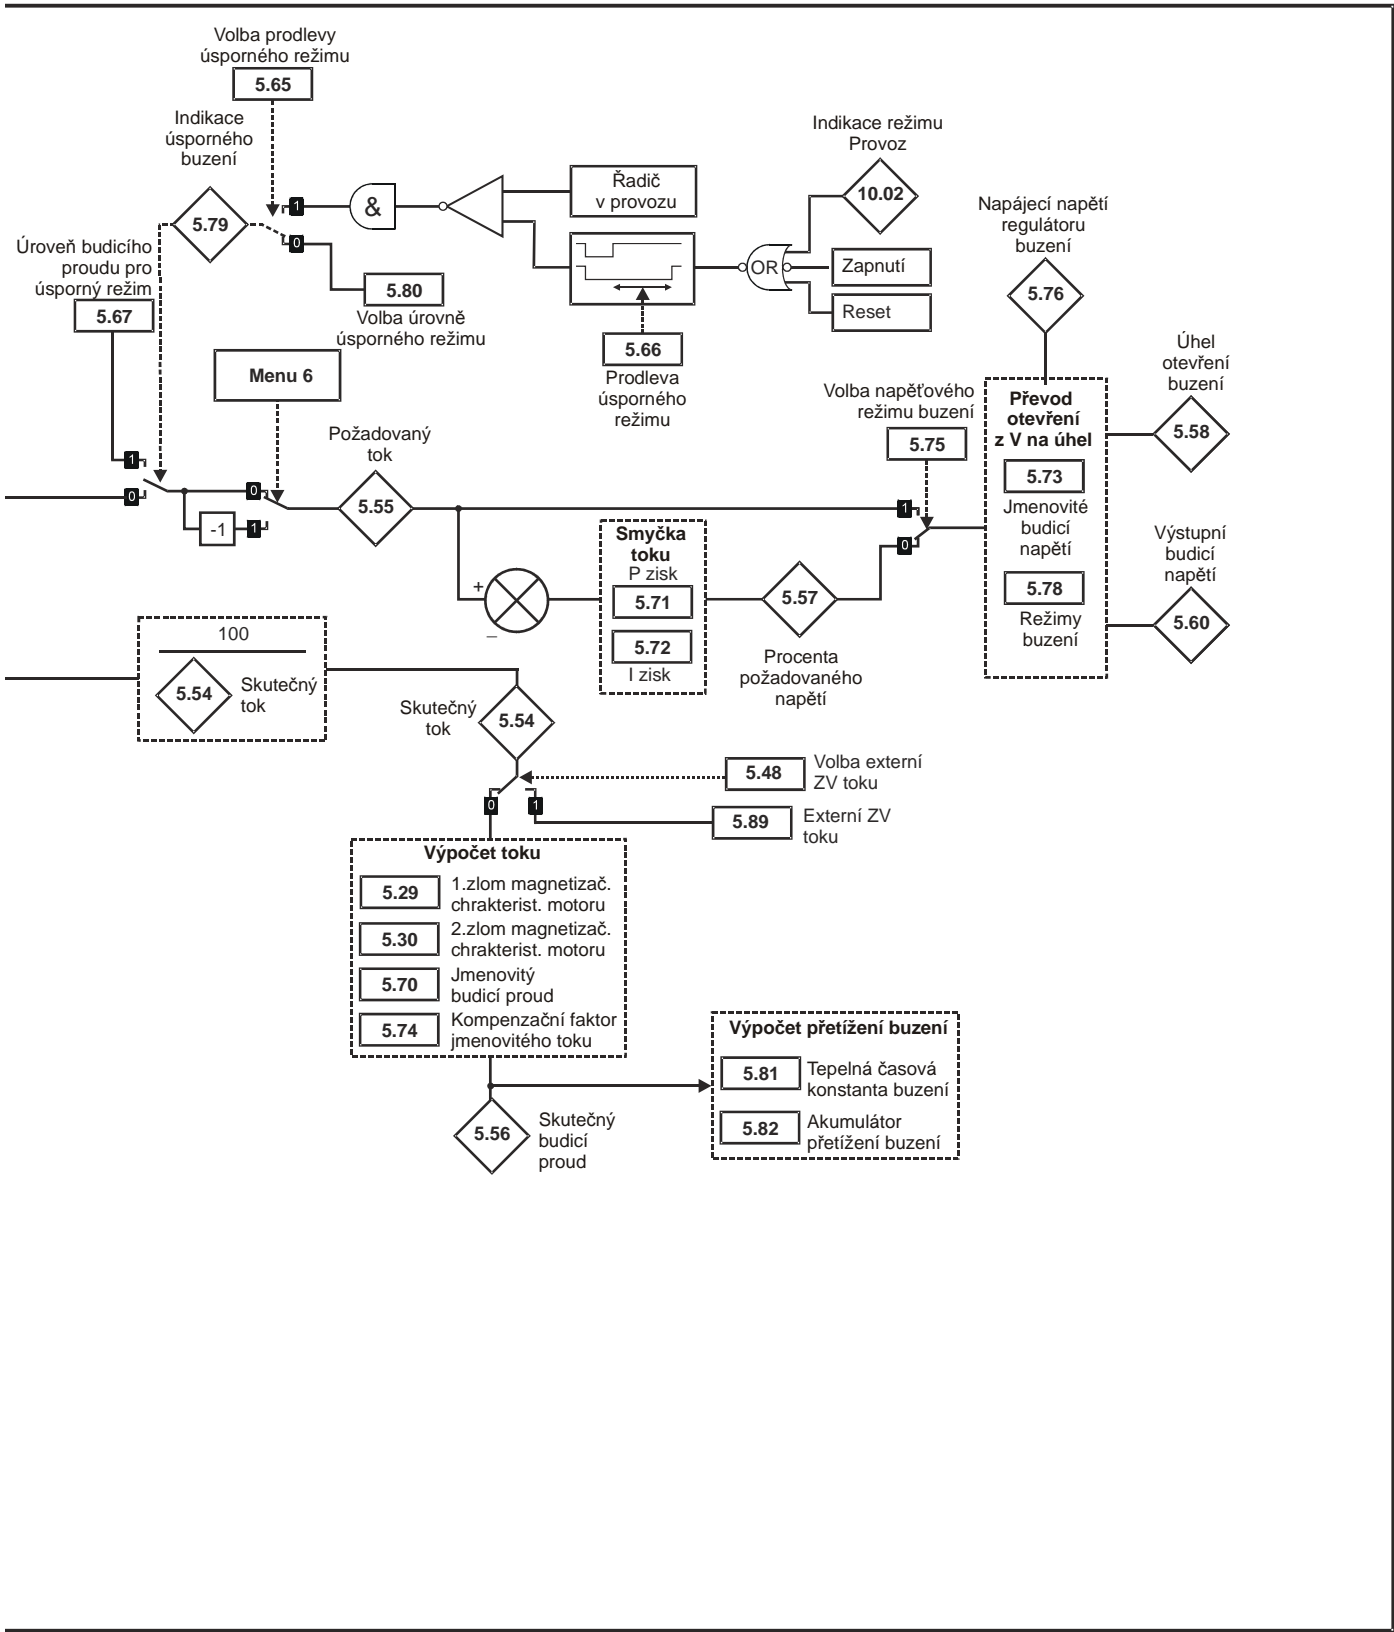 Volba prodlevy
úsporného režimu
5.65
Indikace
úsporného
buzení
5.79
1
0
&
Řadič
v provozu
Indikace režimu
Provoz
10.02
OR
Zapnutí
Reset
5.80
Volba úrovně
úsporného režimu
5.66
Prodleva
úsporného
režimu
Úroveň budicího
proudu pro
úsporný režim
5.67
Menu 6
Napájecí napětí
regulátoru
buzení
5.76
Úhel
otevření
buzení
5.58
Volba napěťového
režimu buzení
5.75
Převod
otevření
z V na úhel
5.73
Jmenovité
budicí
napětí
5.78
Režimy
buzení
Výstupní
budicí
napětí
5.60
1
0
0
1
-1
Požadovaný
tok
5.55
1
0
+
_
Smyčka
toku
P zisk
5.71
5.72
I zisk
5.57
Procenta
požadovaného
napětí
100
5.54
Skutečný
tok
Skutečný
tok
5.54
5.48
Volba externí
ZV toku
0
1
5.89
Externí ZV
toku
Výpočet toku
5.29
1.zlom magnetizač.
chrakterist. motoru
5.30
2.zlom magnetizač.
chrakterist. motoru
5.70
Jmenovitý
budicí proud
5.74
Kompenzační faktor
jmenovitého toku
Výpočet přetížení buzení
5.81
Tepelná časová
konstanta buzení
5.82
Akumulátor
přetížení buzení
5.56
Skutečný
budicí
proud